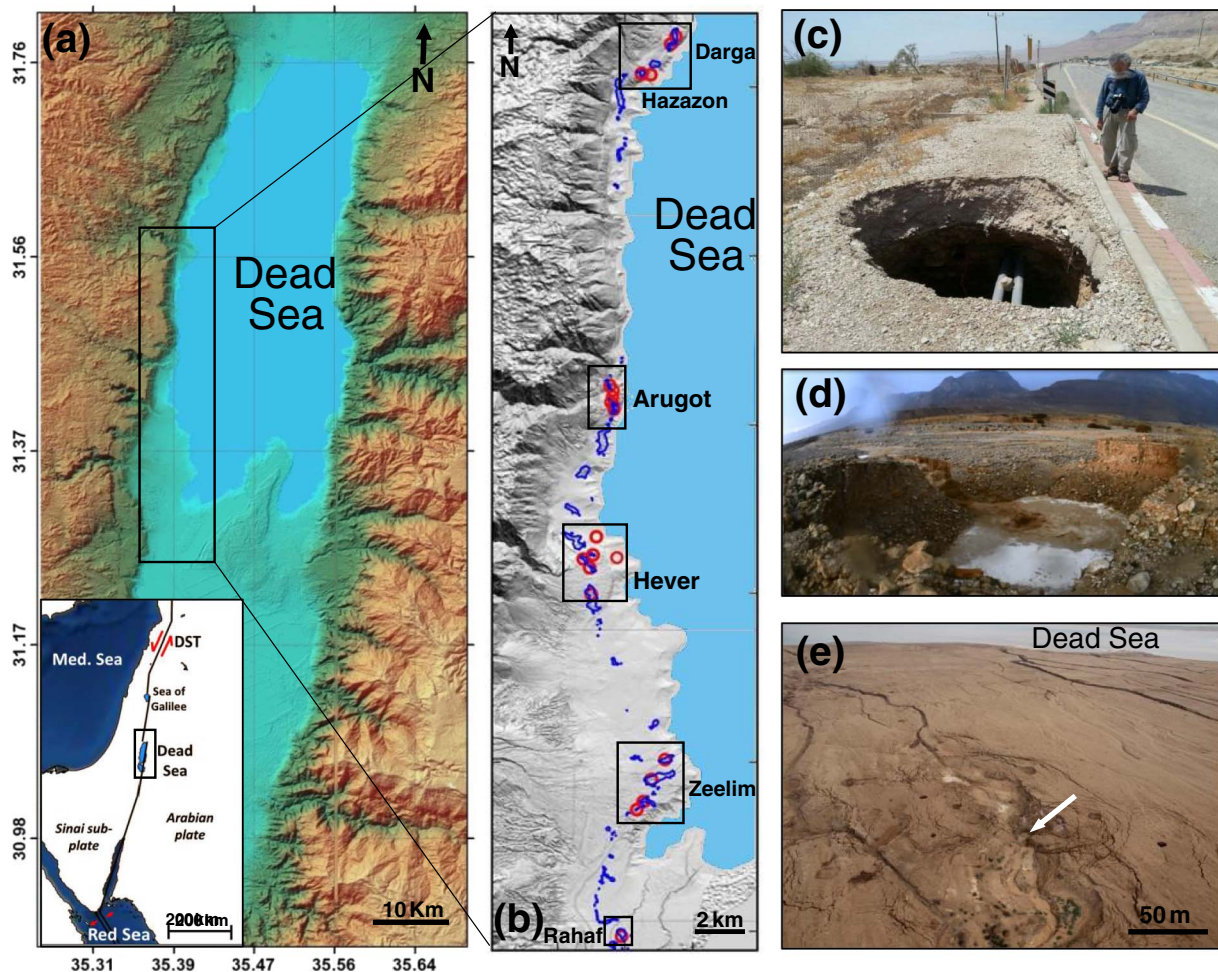 (a)
N
31.76
31.56
31.37
31.17
30.98
Dead
Sea
10 Km
35.31
35.39
35.47
35.56
35.64
Med. Sea
DST
Sea of
Galilee
Dead
Sea
Sinai sub-
plate
Arabian
plate
Red Sea
200 km
N
Darga
Hazazon
Dead
Sea
Arugot
Hever
Zeelim
Rahaf
(b)
2 km
(c)
(d)
(e)
Dead Sea
50 m